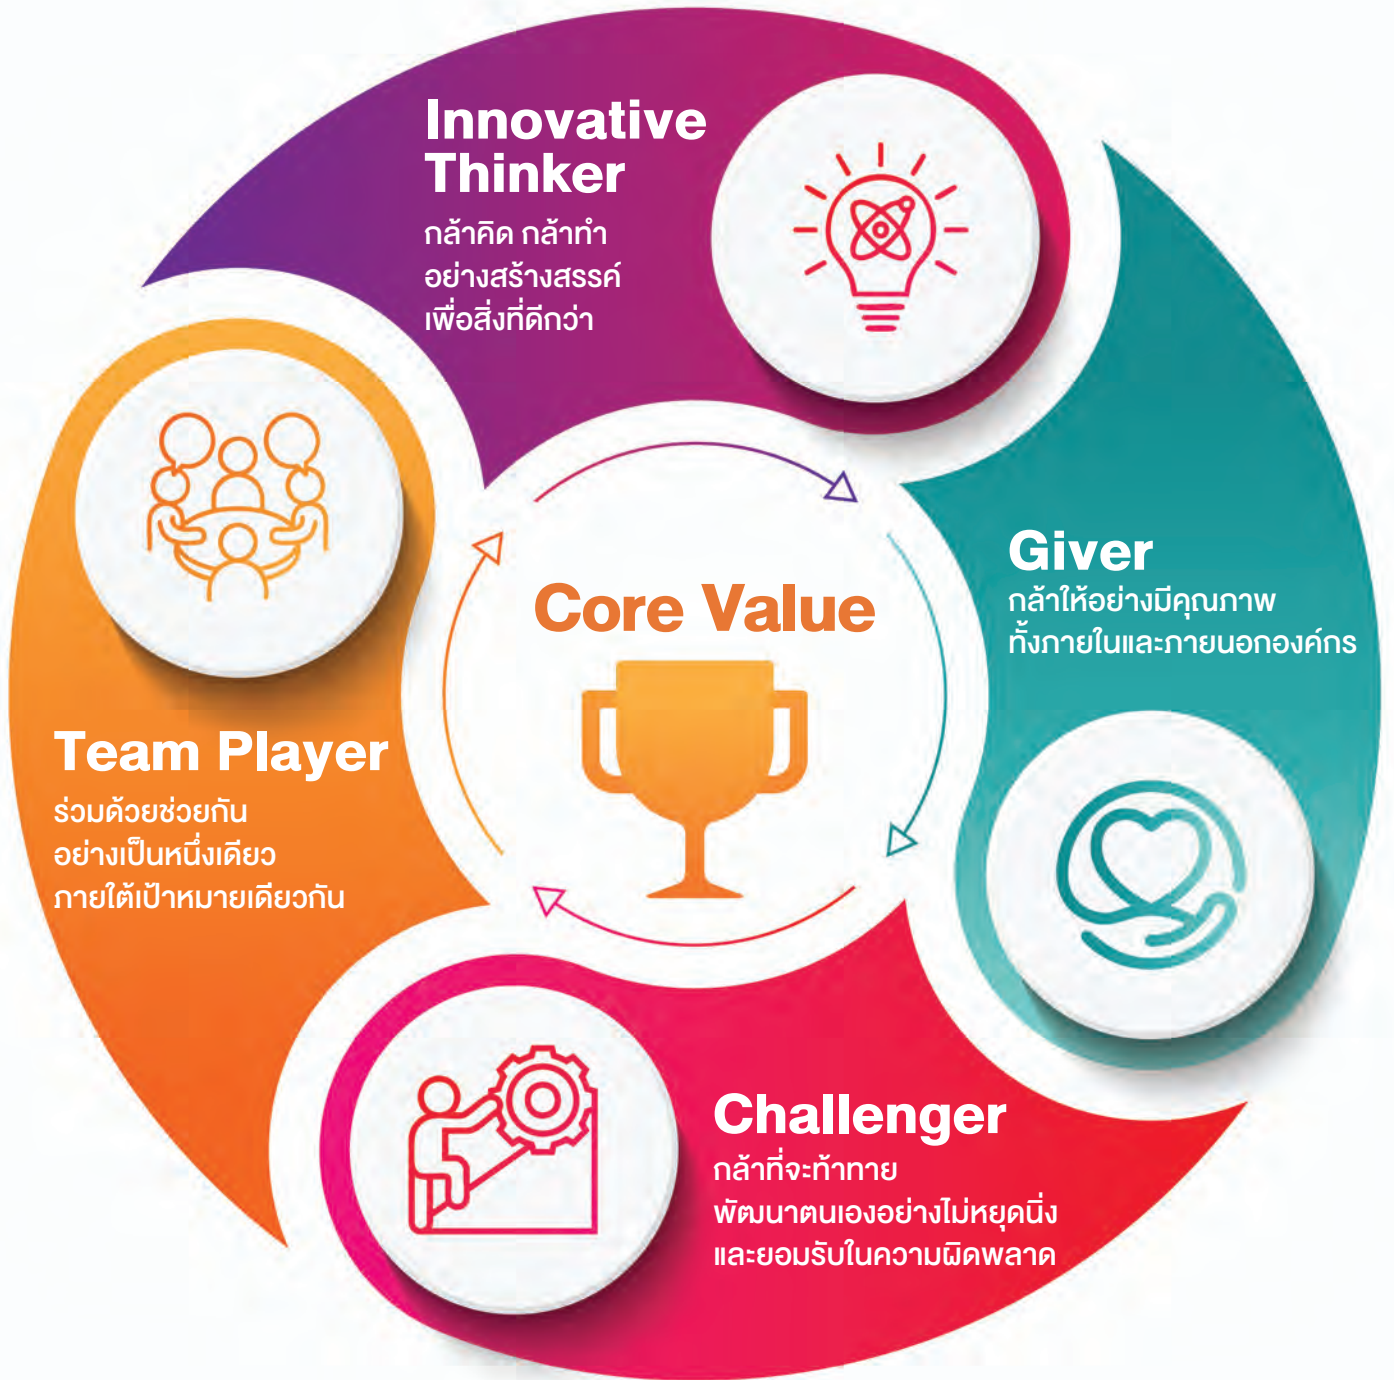 Innovative
Thinker
กล้าคิด กล้าทำ
อย่างสร้างสรรค์
เพื่อสิ่งที่ดีกว่า
Giver
กล้าให้อย่างมีคุณภาพ
ทั้งภายในและภายนอกองค์กร
Core Value
Team Player
ร่วมด้วยช่วยกัน
อย่างเป็นหนึ่งเดียว
ภายใต้เป้าหมายเดียวกัน
Challenger
กล้าที่จะท้าทาย
พัฒนาตนเองอย่างไม่หยุดนิ่ง
และยอมรับในความผิดพลาด